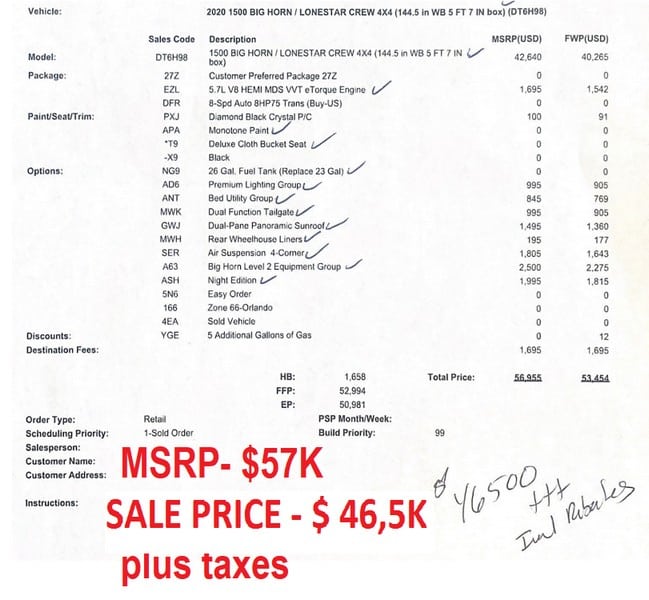 Vehicle: 2020 1500 BIG HORN / LONESTAR CREW 4X4 (144.5 in WB 5 FT 7 IN box) (DT6H98)
Sales Code Description MSRP(USD) FWP(USD)
Model: DT6H98 1500 BIG HORN / LONESTAR CREW 4X4 (144.5 in WB 5 FT 7 IN box) 42,640 40,265
Package: 27Z Customer Preferred Package 27Z 0 0
EZL 5.7L V8 HEMI MDS VVT eTorque Engine 1,695 1,542
DFR 8-Spd Auto 8HP75 Trans (Buy-US) 0 0
Paint/Seat/Trim: PXJ Diamond Black Crystal P/C 100 91
APA Monotone Paint 0 0
*T9 Deluxe Cloth Bucket Seat 0 0
-X9 Black 0 0
Options: NG9 26 Gal. Fuel Tank (Replace 23 Gal) 0 0
AD6 Premium Lighting Group 995 905
ANT Bed Utility Group 845 769
MWK Dual Function Tailgate 995 905
GWJ Dual-Pane Panoramic Sunroof 1,495 1,360
MWH Rear Wheelhouse Liners 195 177
SER Air Suspension 4-Corner 1,805 1,643
A63 Big Horn Level 2 Equipment Group 2,500 2,275
ASH Night Edition 1,995 1,815
5N6 Easy Order 0 0
166 Zone 66-Orlando 0 0
4EA Sold Vehicle 0 0
Discounts: YGE 5 Additional Gallons of Gas 0 12
Destination Fees: 1,695 1,695
HB: 1,658 Total Price: 56,955 53,454
FFP: 52,994
EP: 50,981
Order Type: Retail PSP Month/Week:
Scheduling Priority: 1-Sold Order Build Priority: 99
Salesperson:
Customer Name:
Customer Address:
Instructions:
MSRP- $57K
SALE PRICE - $ 46,5K
plus taxes
46500
+++
Incl Rebates